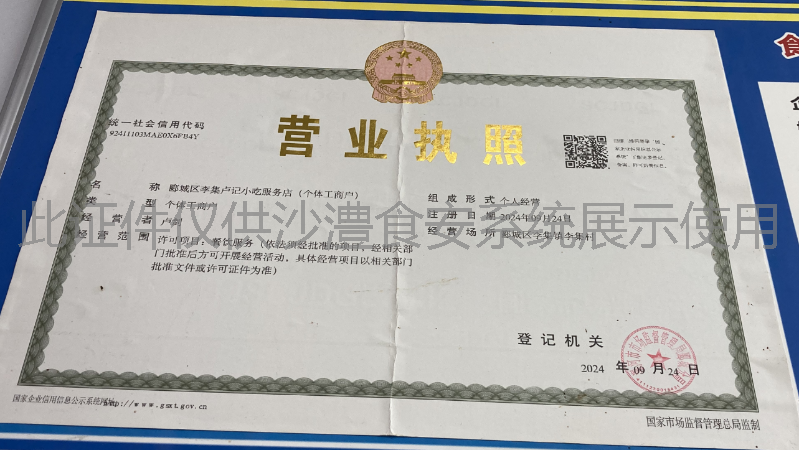 统一社会信用代码
营业执照
名 称 郾城区李集卢记小吃服务店（个体工商户）
类 型 个体工商户
经 营 者 卢
经 营 范 围 许可项目：餐饮服务（依法须经批准的项目，经相关部
门批准后方可开展经营活动，具体经营项目以相关部门
批准文件或许可证件为准）
组 成 形 式 个人经营
注 册 日 期 2024年09月24日
经 营 场 所 郾城区李集镇李集村
此证件仅供沙澧食安系统展示使用
登 记 机 关
2024 年 09 月 24 日
国家企业信用信息公示系统网址 http://www.gsxt.gov.cn
国家市场监督管理总局监制
食